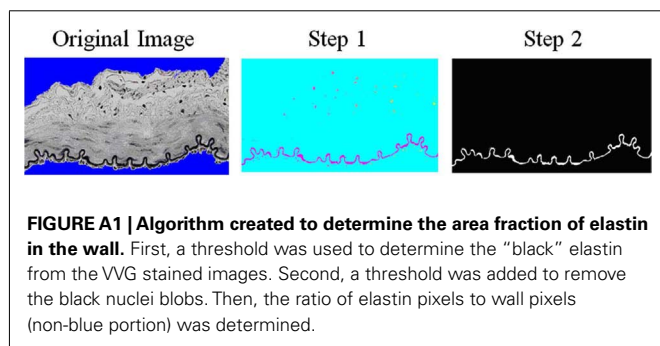 Original Image
Step 1
Step 2
FIGURE A1 | Algorithm created to determine the area fraction of elastin
in the wall. First, a threshold was used to determine the “black” elastin
from the VVG stained images. Second, a threshold was added to remove
the black nuclei blobs. Then, the ratio of elastin pixels to wall pixels
(non-blue portion) was determined.